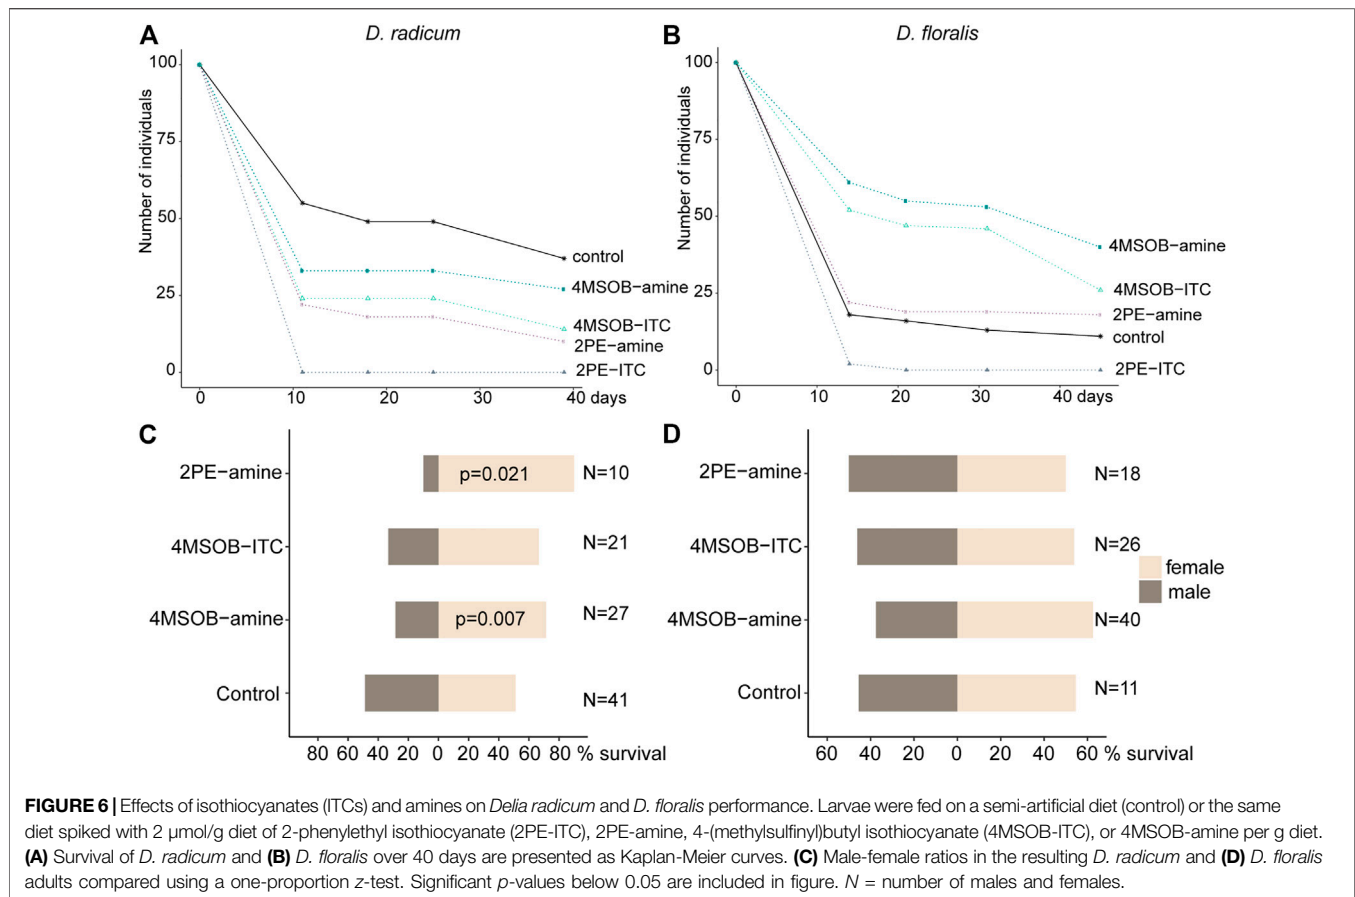 A
D. radicum
B
D. floralis
Number of individuals
100
75
50
25
0
control
4MSOB−amine
4MSOB−ITC
2PE−amine
2PE−ITC
0 10 20 30 40 days
Number of individuals
100
75
50
25
0
4MSOB−amine
4MSOB−ITC
2PE−amine
control
2PE−ITC
0 10 20 30 40 days
C
2PE−amine
p=0.021
N=10
4MSOB−ITC
N=21
4MSOB−amine
p=0.007
N=27
Control
N=41
80 60 40 20 0 20 40 60 80 % survival
D
2PE−amine
N=18
4MSOB−ITC
N=26
4MSOB−amine
N=40
Control
N=11
60 40 20 0 20 40 60 % survival
female
male
FIGURE 6 | Effects of isothiocyanates (ITCs) and amines on Delia radicum and D. floralis performance. Larvae were fed on a semi-artificial diet (control) or the same
diet spiked with 2 μmol/g diet of 2-phenylethyl isothiocyanate (2PE-ITC), 2PE-amine, 4-(methylsulfinyl)butyl isothiocyanate (4MSOB-ITC), or 4MSOB-amine per g diet.
(A) Survival of D. radicum and (B) D. floralis over 40 days are presented as Kaplan-Meier curves. (C) Male-female ratios in the resulting D. radicum and (D) D. floralis
adults compared using a one-proportion z-test. Significant p-values below 0.05 are included in figure. N = number of males and females.